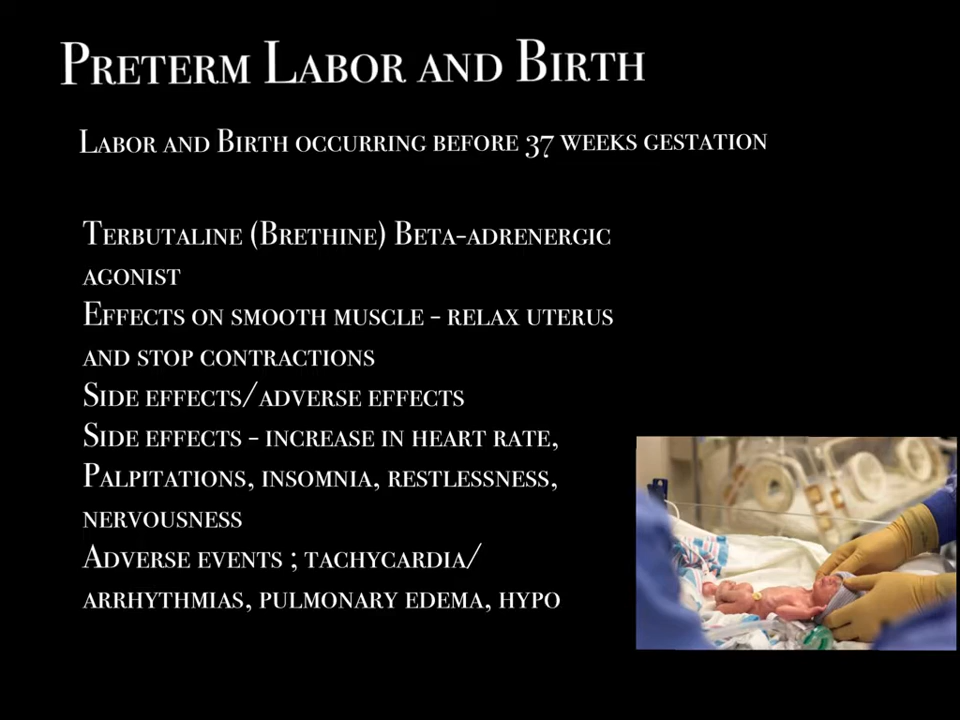 Preterm Labor and Birth
Labor and Birth occurring before 37 weeks gestation
Terbutaline (Brethine) Beta-adrenergic
agonist
Effects on smooth muscle - relax uterus
and stop contractions
Side effects/adverse effects
Side effects - increase in heart rate,
Palpitations, insomnia, restlessness,
nervousness
Adverse events ; tachycardia/
arrhythmias, pulmonary edema, hypo